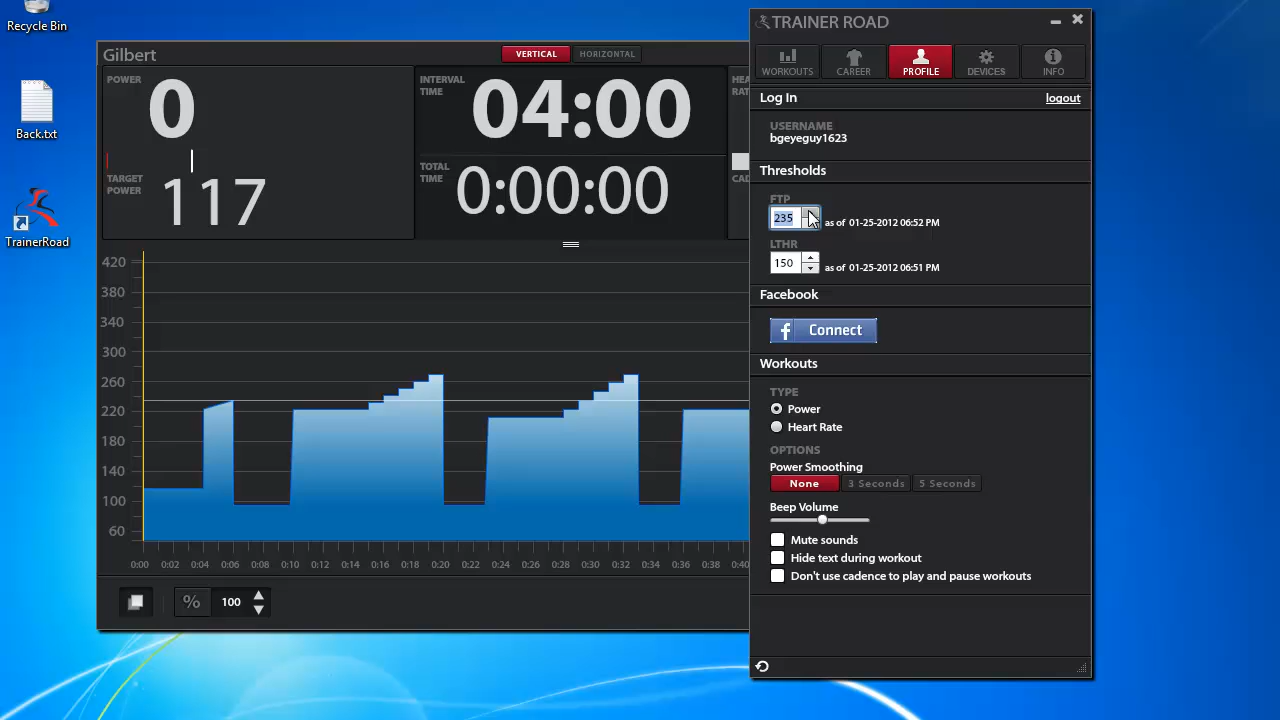 Recycle Bin
Back.txt
TrainerRoad
Gilbert
VERTICAL HORIZONTAL
POWER
0
TARGET
POWER
117
INTERVAL
TIME
04:00
TOTAL
TIME
0:00:00
HEA
RAT
CAD
420
380
340
300
260
220
180
140
100
60
0:00 0:02 0:04 0:06 0:08 0:10 0:12 0:14 0:16 0:18 0:20 0:22 0:24 0:26 0:28 0:30 0:32 0:34 0:36 0:38 0:40
% 100
TRAINER ROAD
WORKOUTS CAREER PROFILE DEVICES INFO
Log In logout
USERNAME
bgeyeguy1623
Thresholds
FTP
235 as of 01-25-2012 06:52 PM
LTHR
150 as of 01-25-2012 06:51 PM
Facebook
f Connect
Workouts
TYPE
Power
Heart Rate
OPTIONS
Power Smoothing
None 3 Seconds 5 Seconds
Beep Volume
Mute sounds
Hide text during workout
Don't use cadence to play and pause workouts